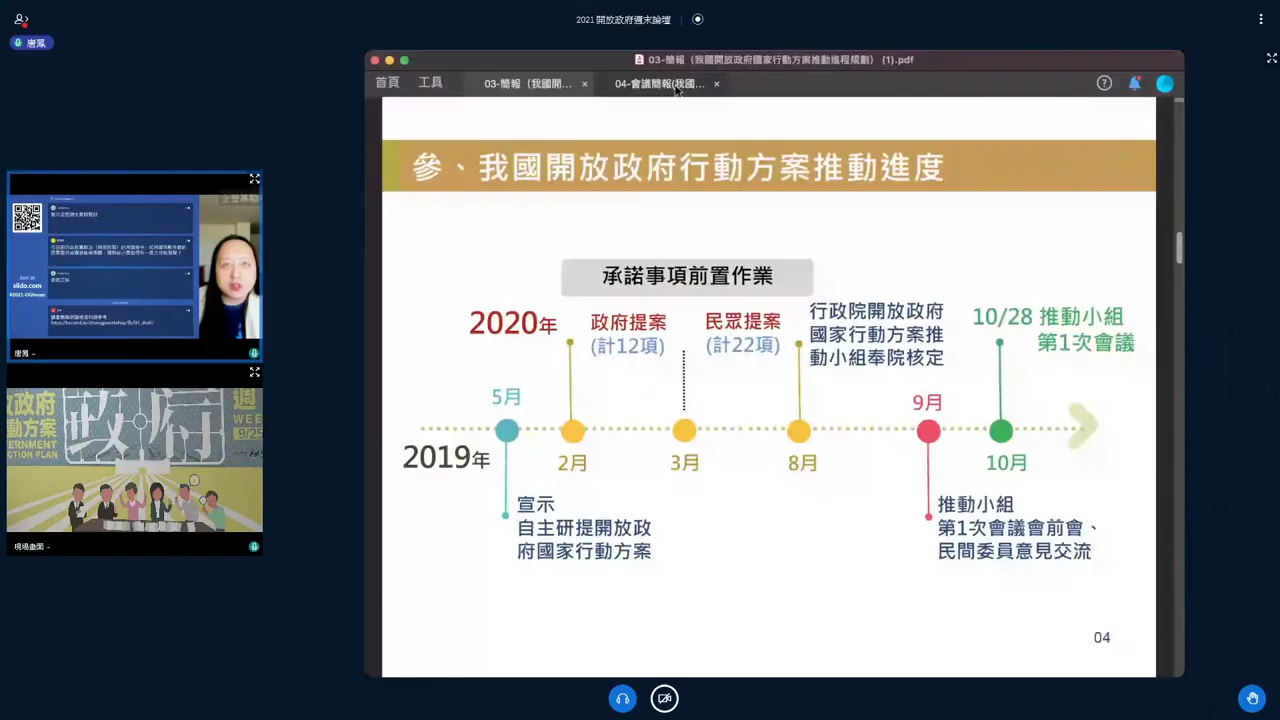 2021 開放政府週末論壇
唐鳳
03-簡報（我國開放政府國家行動方案推動進程規劃） (1).pdf
首頁
工具
03-簡報（我國開...
×
04-會議簡報(我國...
×
參、我國開放政府行動方案推動進度
承諾事項前置作業
2020年
政府提案
(計12項)
民眾提案
(計22項)
行政院開放政府
國家行動方案推
動小組奉院核定
10/28 推動小組
第1次會議
5月
9月
2019年
2月
3月
8月
10月
宣示
自主研提開放政
府國家行動方案
推動小組
第1次會議會前會、
民間委員意見交流
04
Join at
slido.com
#2021-OGforum
唐鳳
政府
行動方案
現場畫面